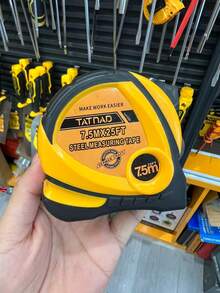 MAKE WORK EASIER
TATNAD
7.5MX25FT
STEEL MEASURING TAPE
7.5m